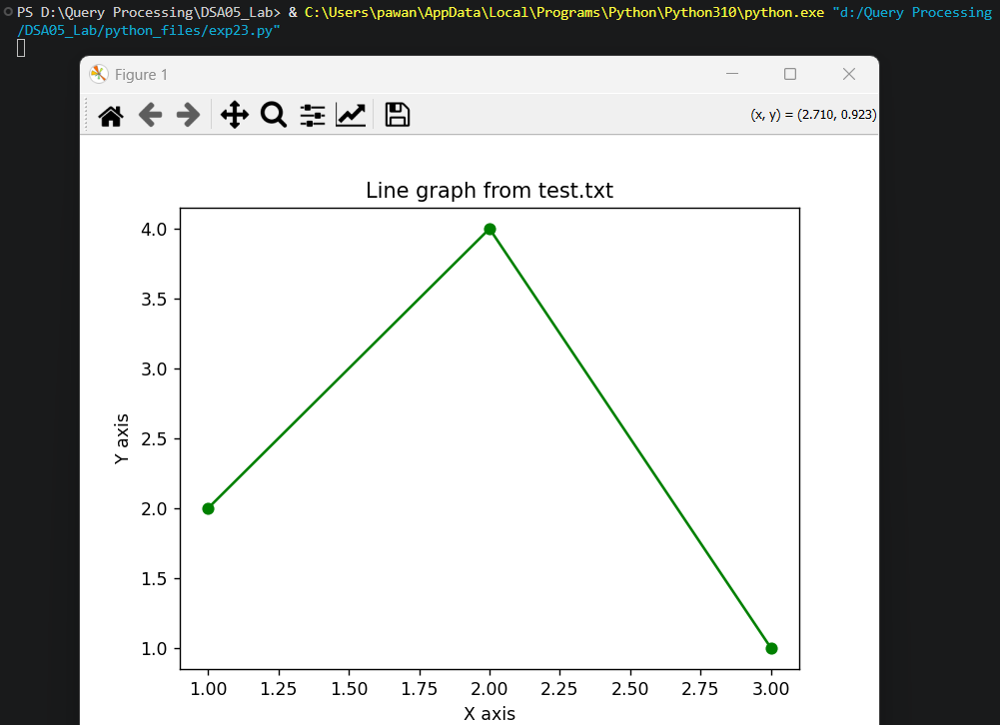 PS D:\Query Processing\DSA05_Lab> & C:\Users\pawan\AppData\Local\Programs\Python\Python310\python.exe "d:/Query Processing
/DSA05_Lab/python_files/exp23.py"
Figure 1
(x, y) = (2.710, 0.923)
Line graph from test.txt
4.0
3.5
3.0
2.5
2.0
1.5
1.0
Y axis
1.00 1.25 1.50 1.75 2.00 2.25 2.50 2.75 3.00
X axis